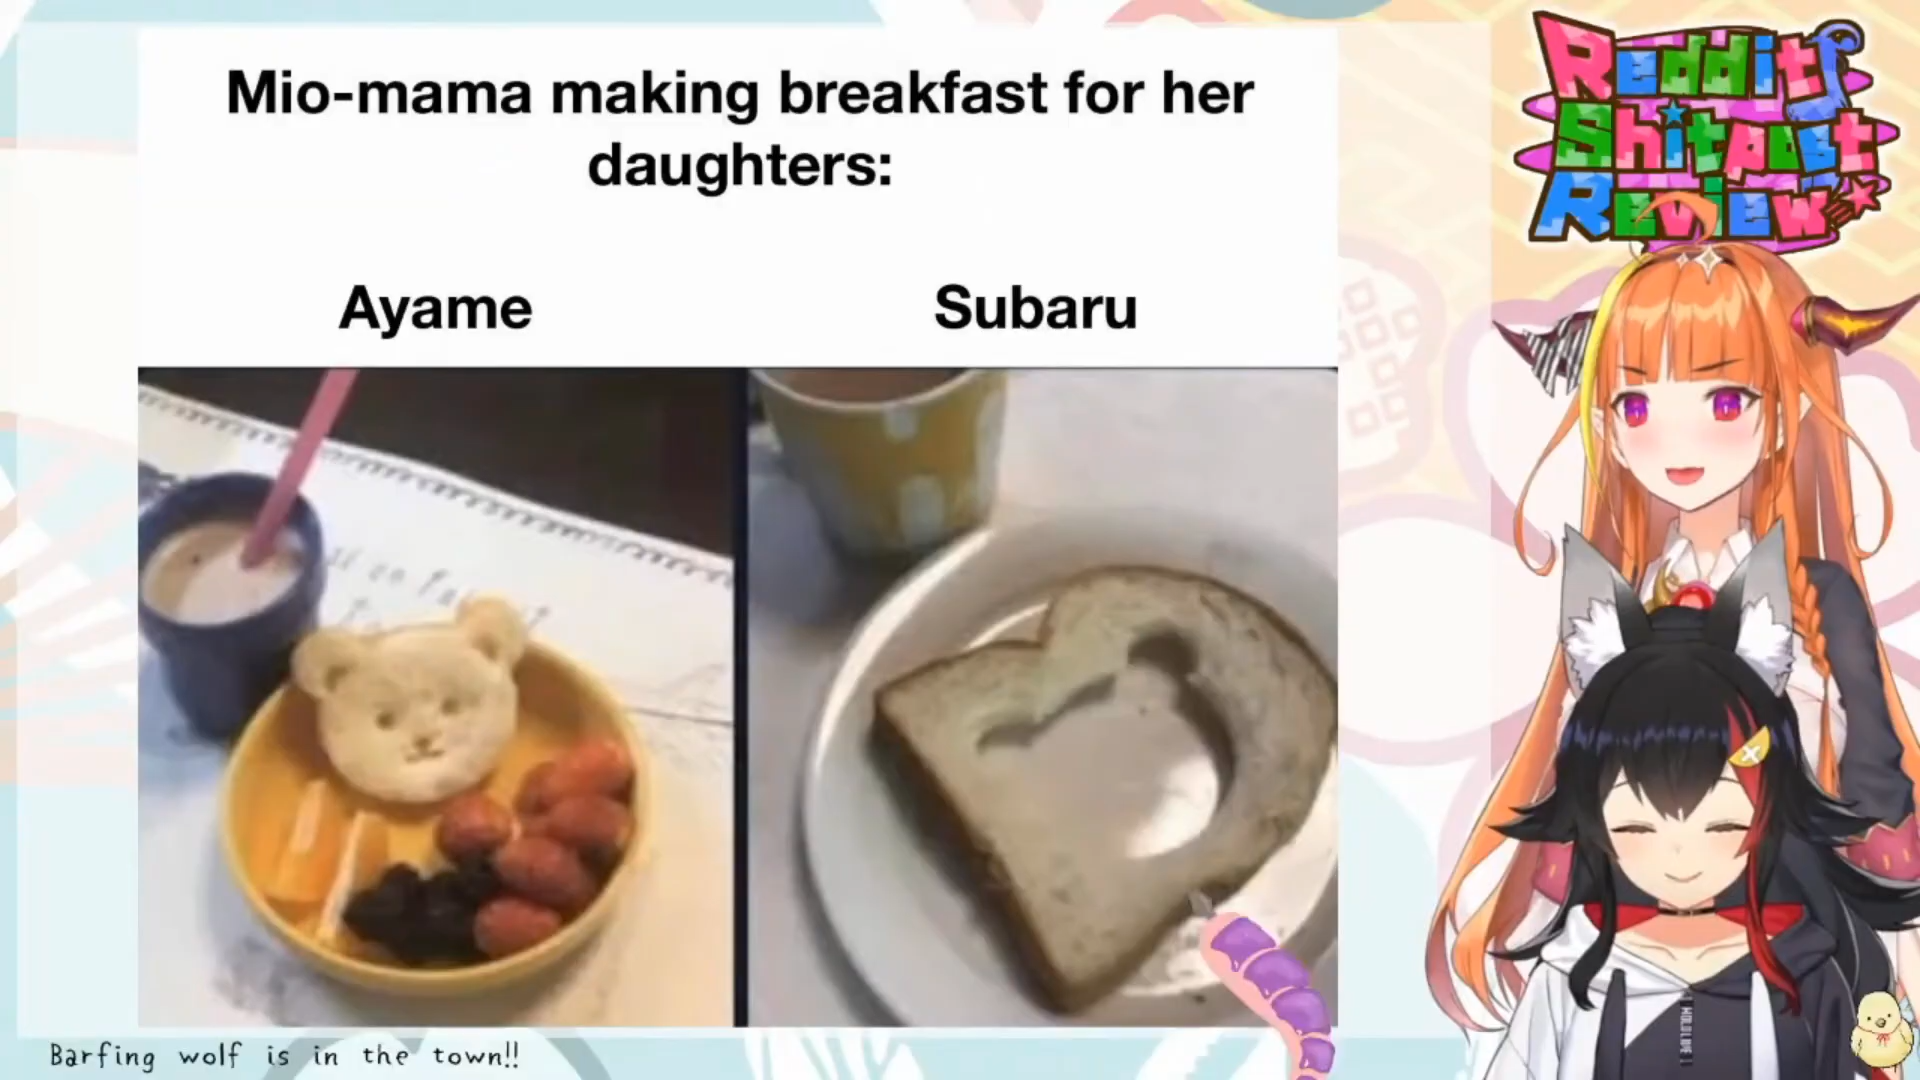 Mio-mama making breakfast for her
daughters:
Ayame
Subaru
Reddit
Shitpost
Review
Barfing wolf is in the town!!